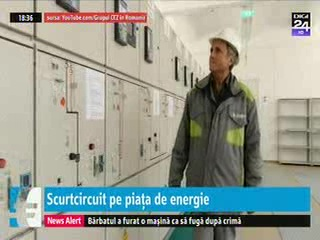 18:36
sursa: YouTube.com/Grupul CEZ in Romania
DIGI
24
HD
Scurtcircuit pe piața de energie
News Alert
Bărbatul a furat o mașină ca să fugă după crimă